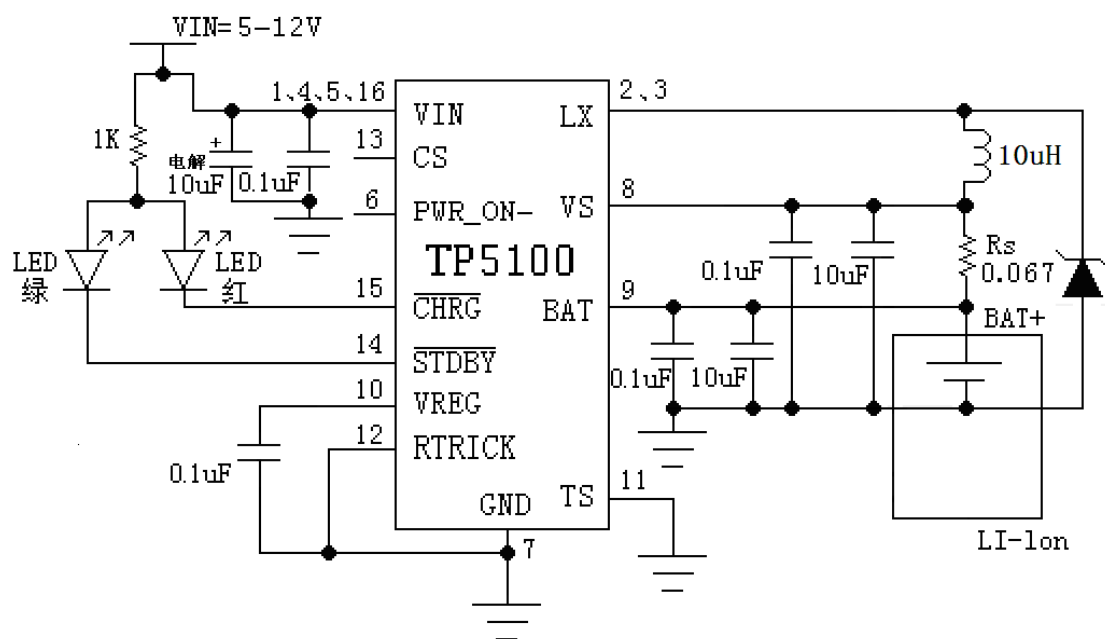 VIN=5-12V
1、4、5、16
2、3
VIN
LX
1K
13
CS
电解
+
10uF
0.1uF
10uH
6
PWR_ON-
VS
8
TP5100
LED
绿
LED
红
0.1uF
10uF
Rs
0.067
15
CHRG
BAT
9
BAT+
14
STDBY
0.1uF
10uF
10
VREG
12
RTRICK
0.1uF
TS
11
GND
7
LI-lon